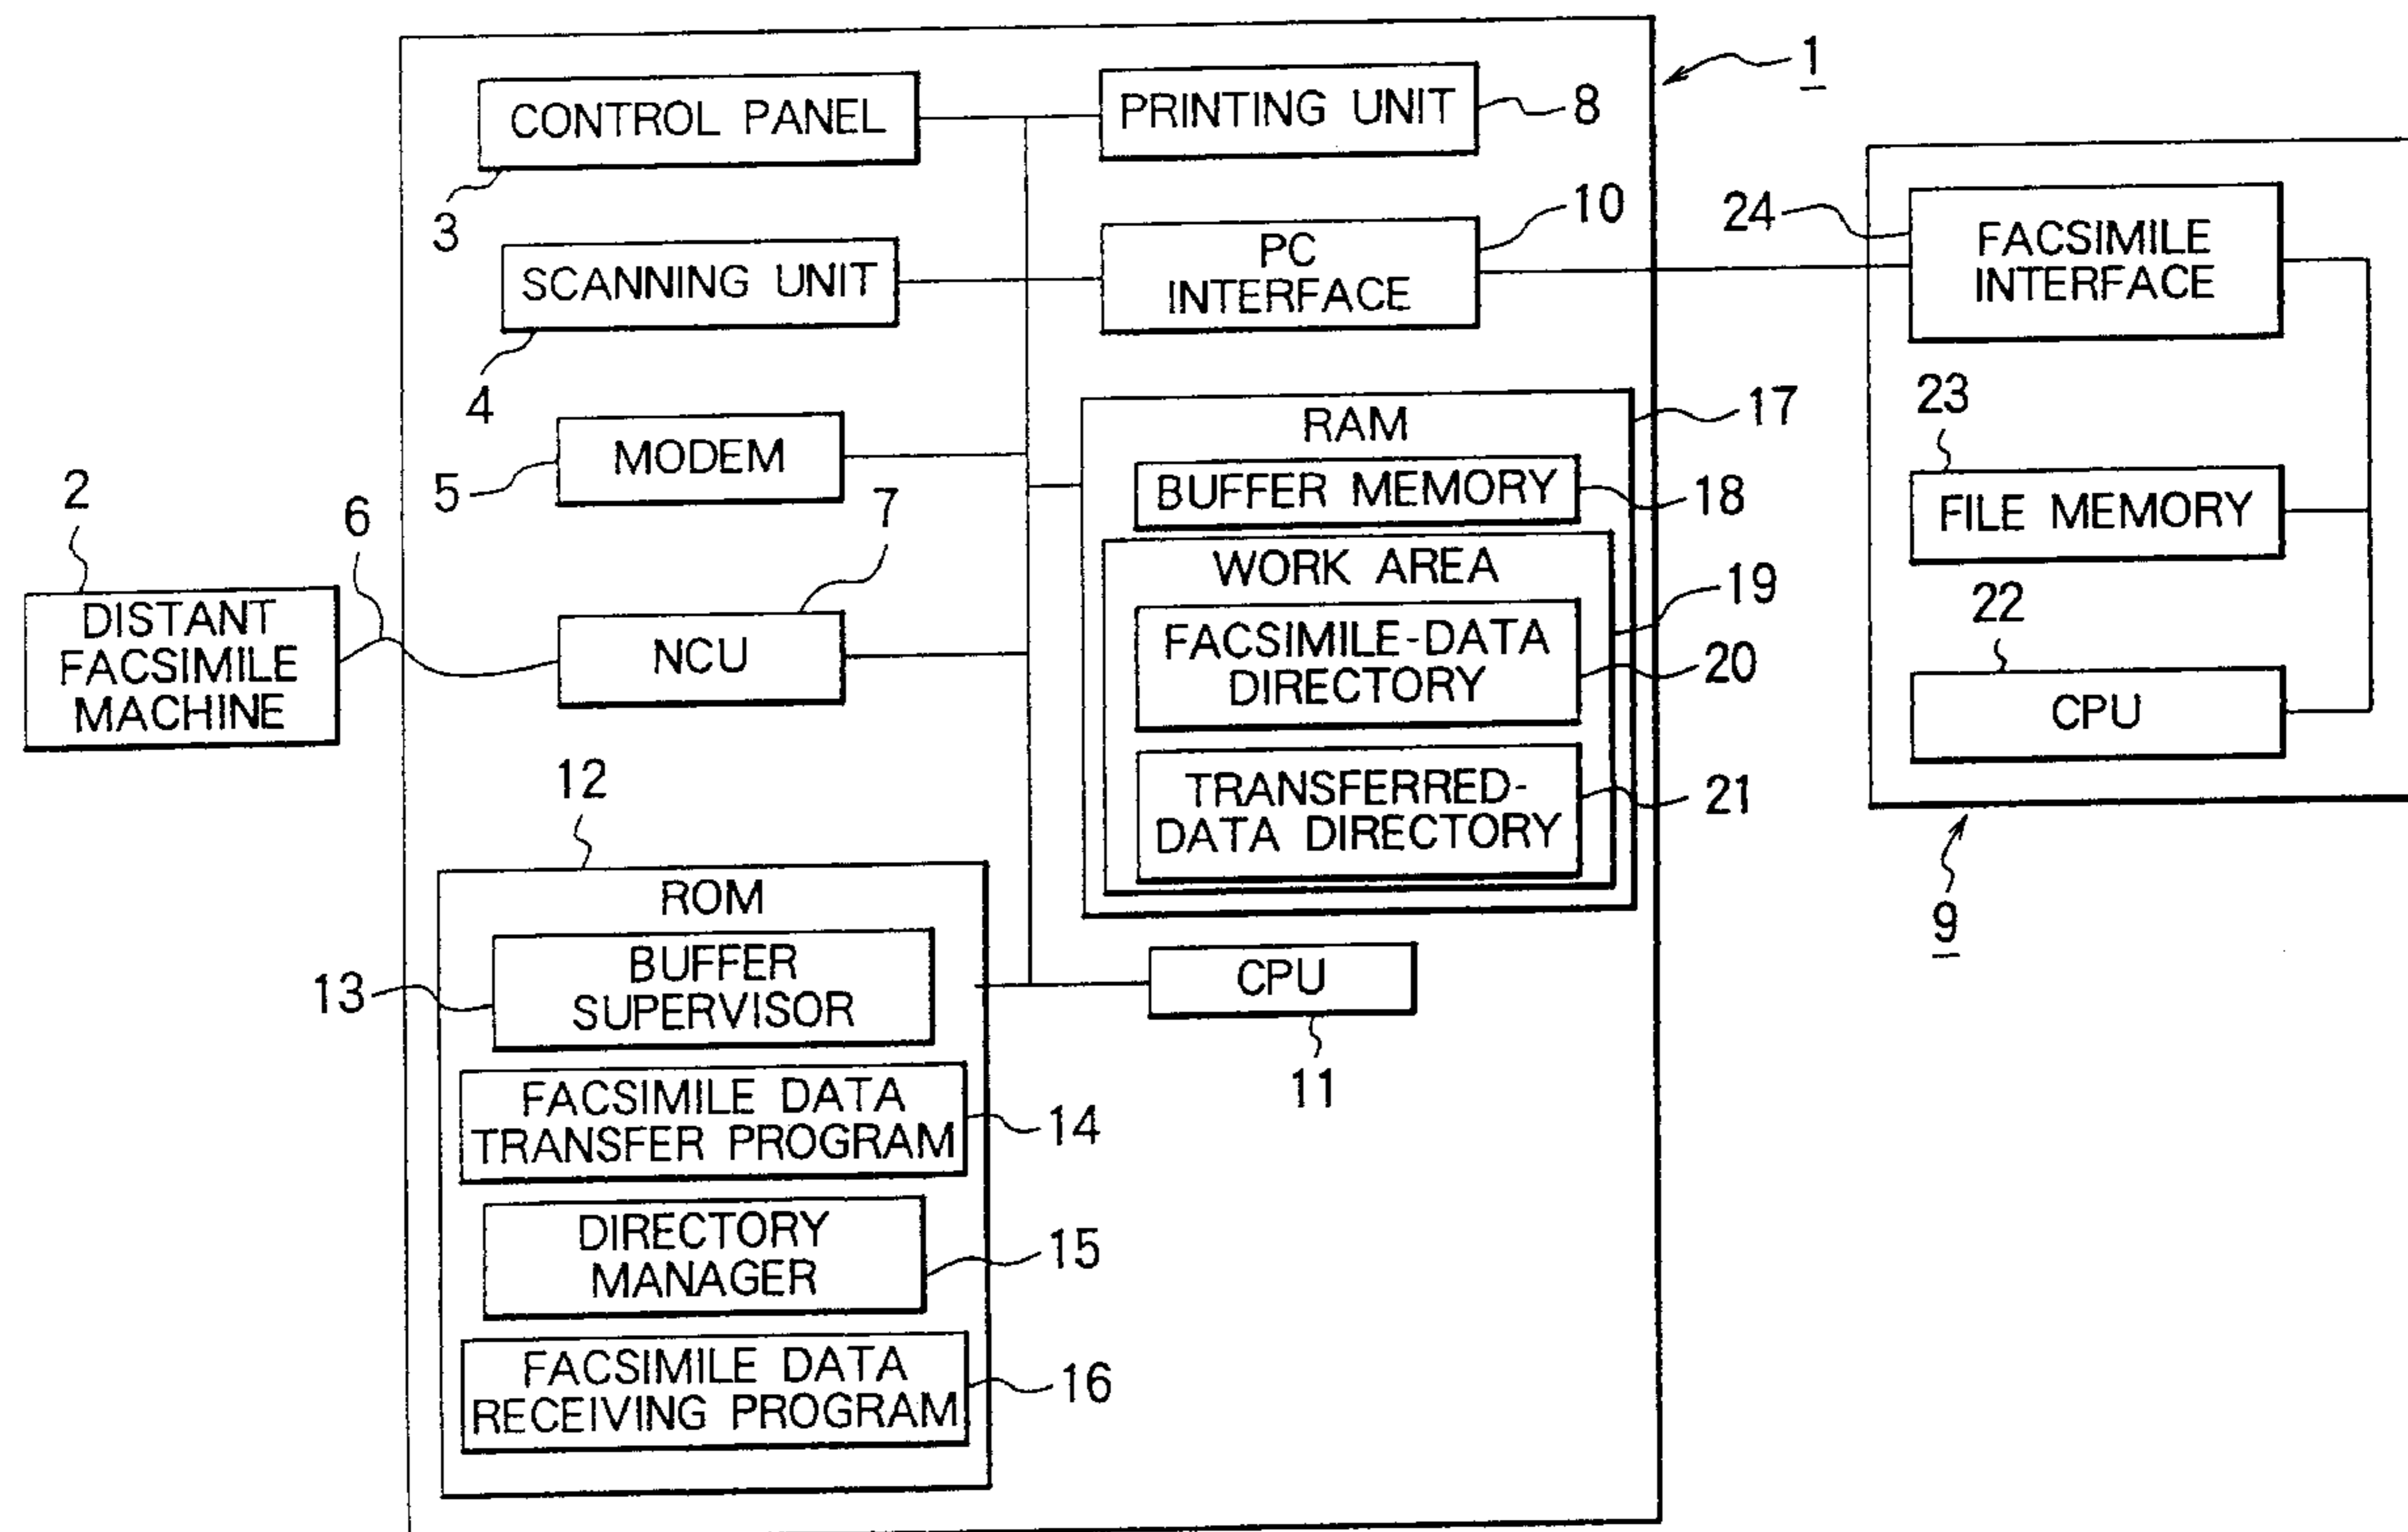 1
CONTROL PANEL
PRINTING UNIT
8
3
10
24
SCANNING UNIT
PC
INTERFACE
FACSIMILE
INTERFACE
4
17
23
MODEM
5
RAM
BUFFER MEMORY
18
FILE MEMORY
2
6
7
WORK AREA
19
22
DISTANT
FACSIMILE
MACHINE
NCU
FACSIMILE-DATA
DIRECTORY
20
CPU
12
TRANSFERRED-
DATA DIRECTORY
21
9
ROM
BUFFER
SUPERVISOR
13
CPU
11
FACSIMILE DATA
TRANSFER PROGRAM
14
DIRECTORY
MANAGER
15
FACSIMILE DATA
RECEIVING PROGRAM
16